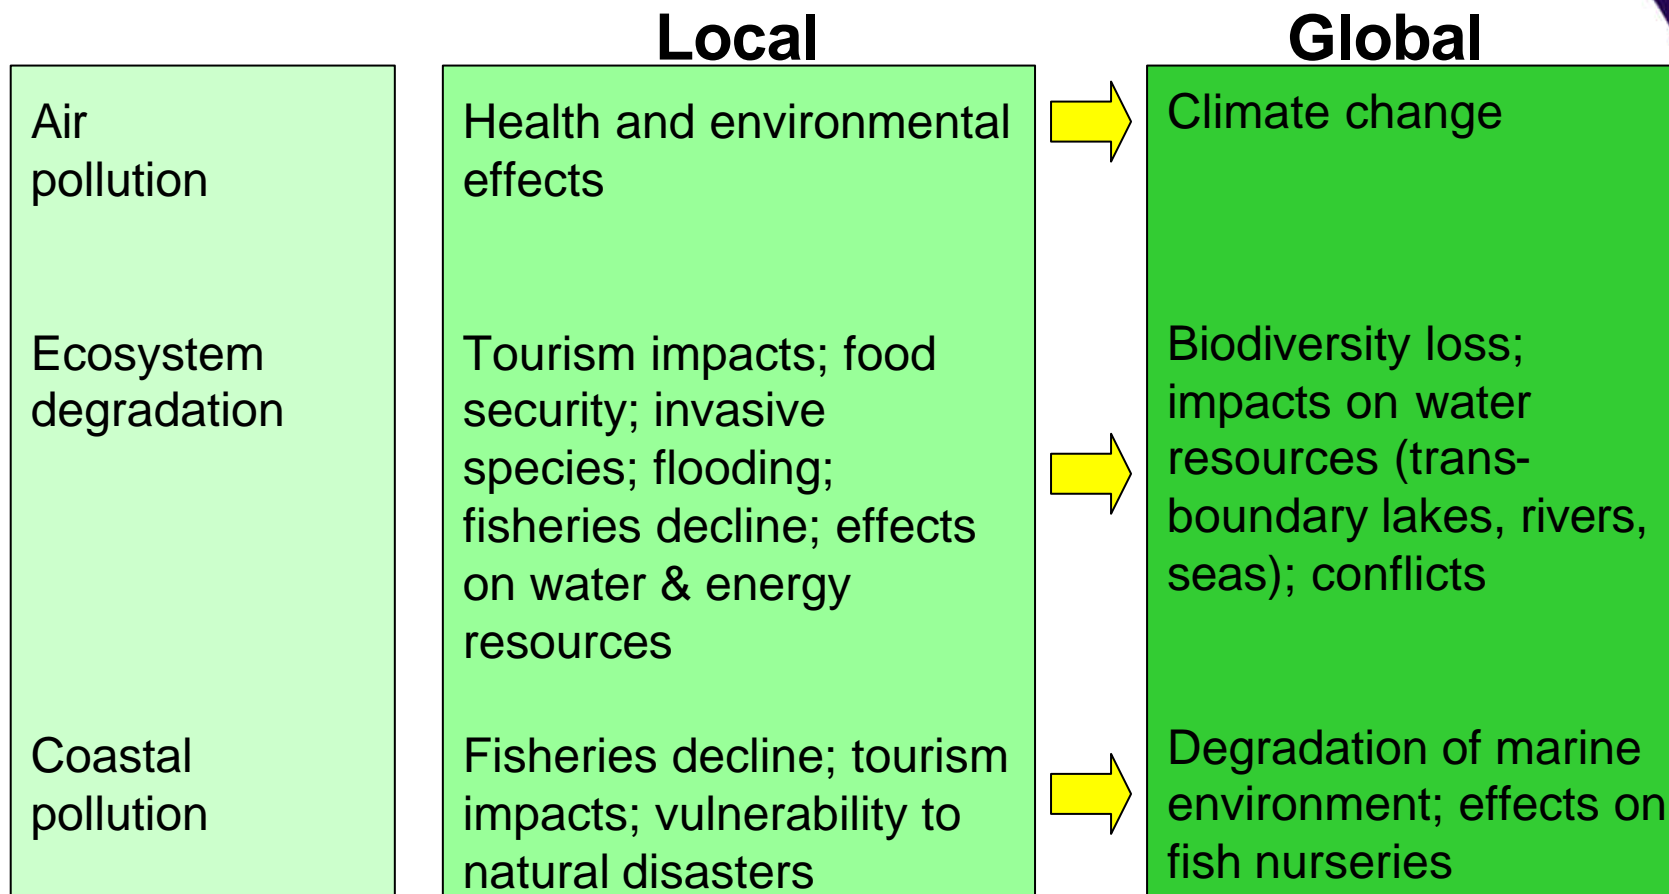 Local
Global
Air
pollution
Health and environmental
effects
Climate change
Ecosystem
degradation
Tourism impacts; food
security; invasive
species; flooding;
fisheries decline; effects
on water & energy
resources
Biodiversity loss;
impacts on water
resources (trans-
boundary lakes, rivers,
seas); conflicts
Coastal
pollution
Fisheries decline; tourism
impacts; vulnerability to
natural disasters
Degradation of marine
environment; effects on
fish nurseries